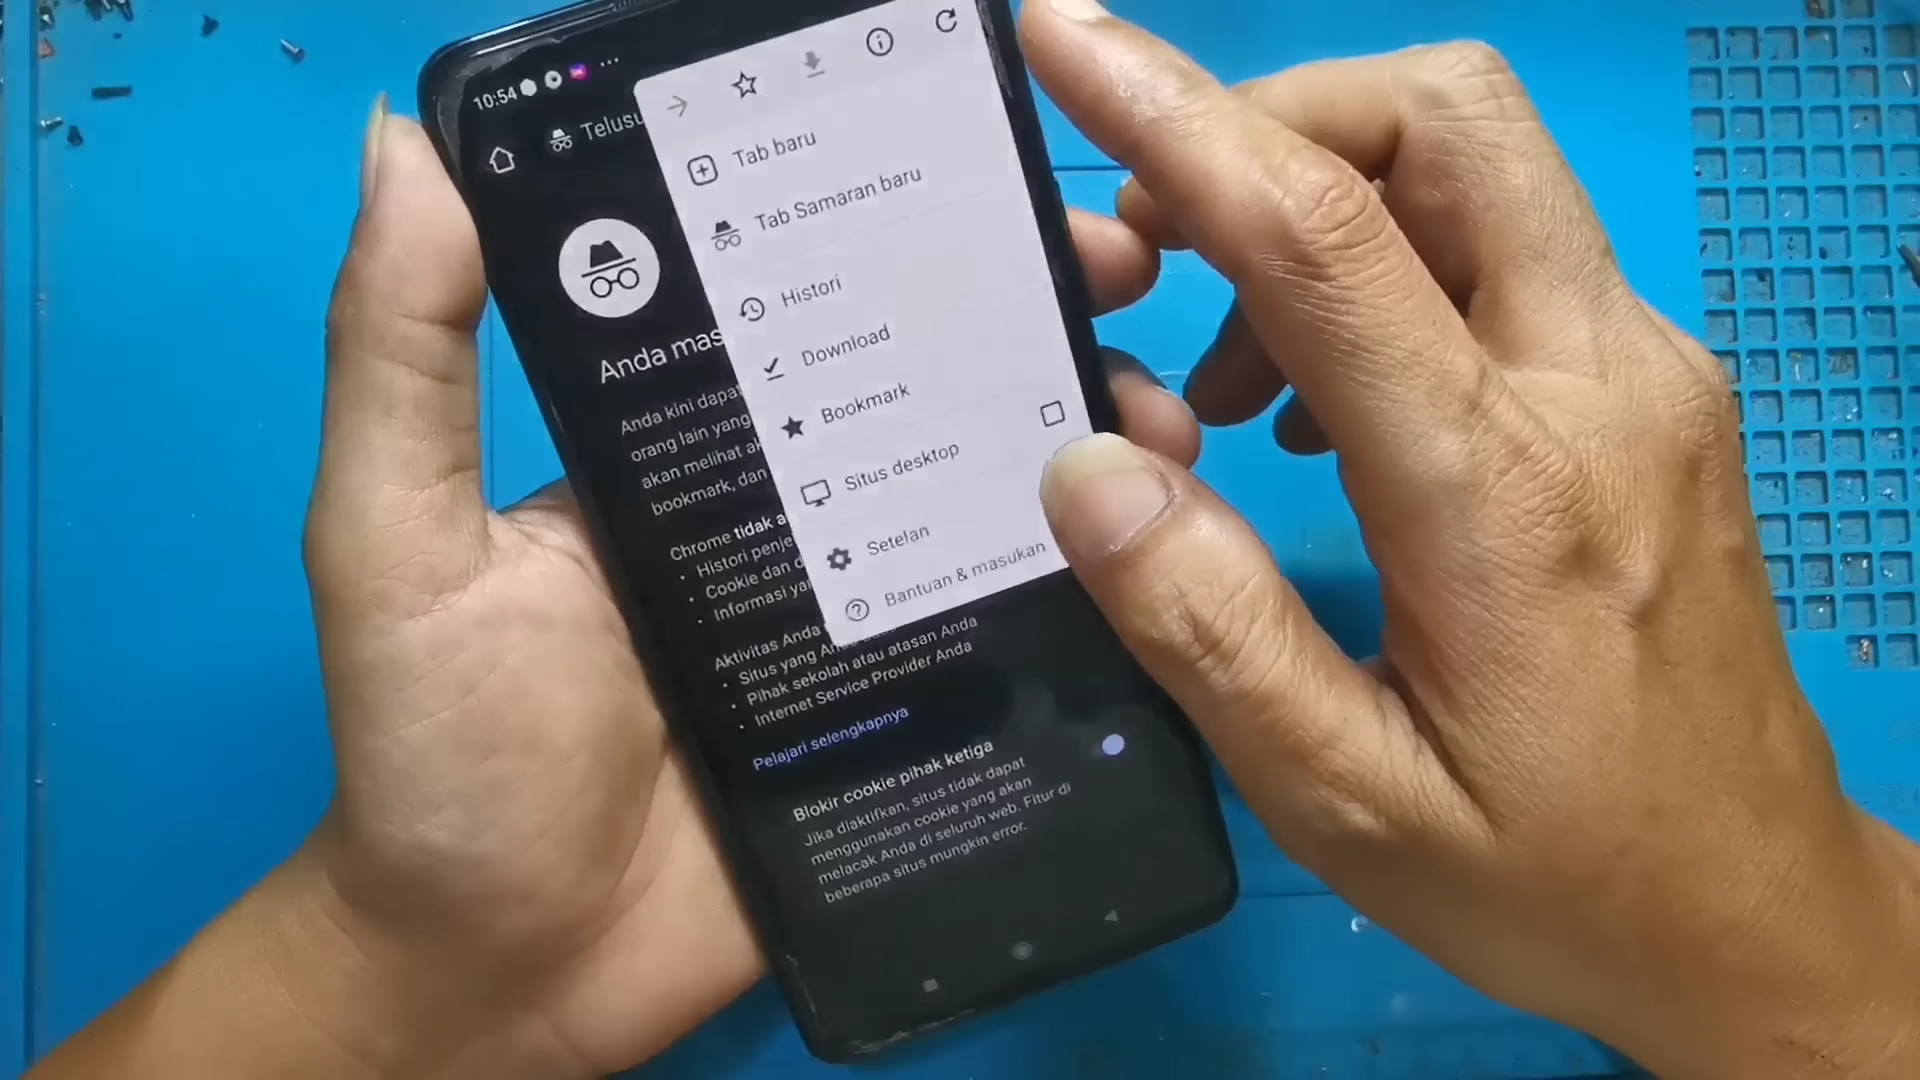 10:54
Telusu
Tab baru
Tab Samaran baru
Histori
Download
Bookmark
Situs desktop
Setelan
Bantuan & masukan
Anda mas
Anda kini dapat
orang lain yang
akan melihat ak
bookmark, dan
Chrome tidak a
• Histori penje
• Cookie dan d
• Informasi ya
Aktivitas Anda
• Situs yang An
• Pihak sekolah atau atasan Anda
• Internet Service Provider Anda
Pelajari selengkapnya
Blokir cookie pihak ketiga
Jika diaktifkan, situs tidak dapat
menggunakan cookie yang akan
melacak Anda di seluruh web. Fitur di
beberapa situs mungkin error.